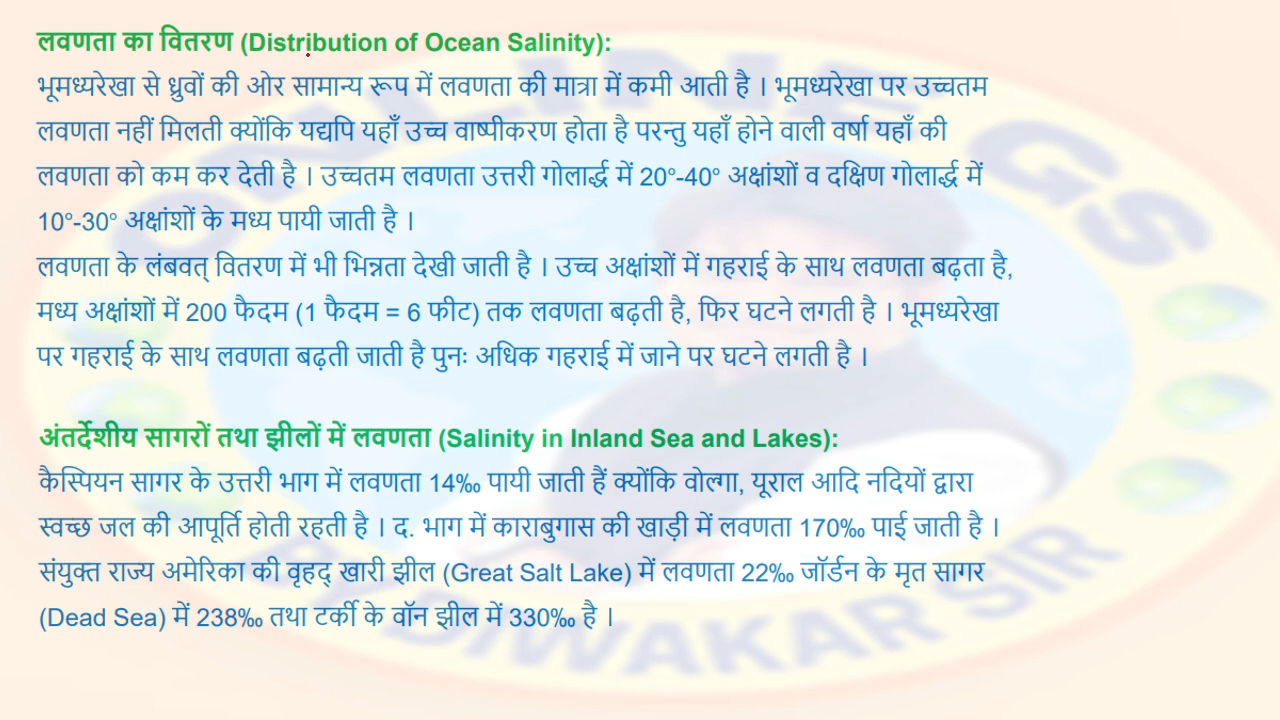 लवणता का वितरण (Distribution of Ocean Salinity):
भूमध्यरेखा से ध्रुवों की ओर सामान्य रूप में लवणता की मात्रा में कमी आती है । भूमध्यरेखा पर उच्चतम
लवणता नहीं मिलती क्योंकि यद्यपि यहाँ उच्च वाष्पीकरण होता है परन्तु यहाँ होने वाली वर्षा यहाँ की
लवणता को कम कर देती है । उच्चतम लवणता उत्तरी गोलार्द्ध में 20°-40° अक्षांशों व दक्षिण गोलार्द्ध में
10°-30° अक्षांशों के मध्य पायी जाती है ।
लवणता के लंबवत् वितरण में भी भिन्नता देखी जाती है । उच्च अक्षांशों में गहराई के साथ लवणता बढ़ता है,
मध्य अक्षांशों में 200 फैदम (1 फैदम = 6 फीट) तक लवणता बढ़ती है, फिर घटने लगती है । भूमध्यरेखा
पर गहराई के साथ लवणता बढ़ती जाती है पुनः अधिक गहराई में जाने पर घटने लगती है ।
अंतर्देशीय सागरों तथा झीलों में लवणता (Salinity in Inland Sea and Lakes):
कैस्पियन सागर के उत्तरी भाग में लवणता 14‰ पायी जाती हैं क्योंकि वोल्गा, यूराल आदि नदियों द्वारा
स्वच्छ जल की आपूर्ति होती रहती है । द. भाग में काराबुगास की खाड़ी में लवणता 170‰ पाई जाती है ।
संयुक्त राज्य अमेरिका की वृहद् खारी झील (Great Salt Lake) में लवणता 22‰ जॉर्डन के मृत सागर
(Dead Sea) में 238‰ तथा टर्की के वॉन झील में 330‰ है ।
ONLINE GS
BY DIWAKAR SIR